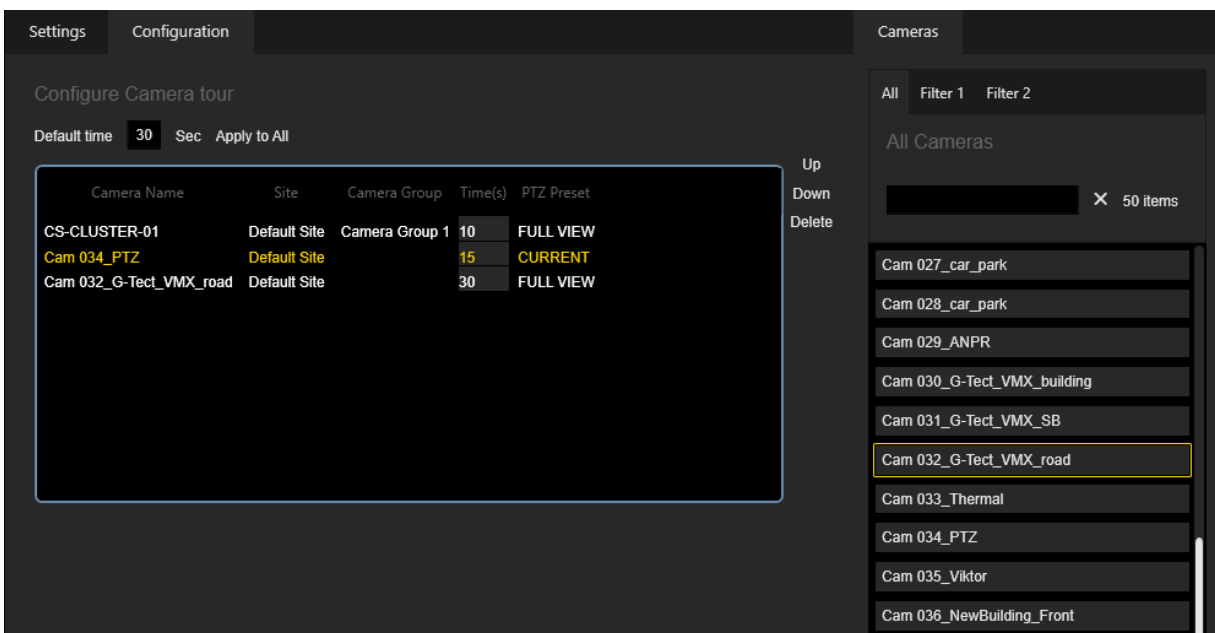 Settings Configuration
Configure Camera tour
Default time 30 Sec Apply to All
Camera Name Site Camera Group Time(s) PTZ Preset
CS-CLUSTER-01 Default Site Camera Group 1 10 FULL VIEW
Cam 034_PTZ Default Site 15 CURRENT
Cam 032_G-Tect_VMX_road Default Site 30 FULL VIEW
Up
Down
Delete
Cameras
All Filter 1 Filter 2
All Cameras
✕ 50 items
Cam 027_car_park
Cam 028_car_park
Cam 029_ANPR
Cam 030_G-Tect_VMX_building
Cam 031_G-Tect_VMX_SB
Cam 032_G-Tect_VMX_road
Cam 033_Thermal
Cam 034_PTZ
Cam 035_Viktor
Cam 036_NewBuilding_Front